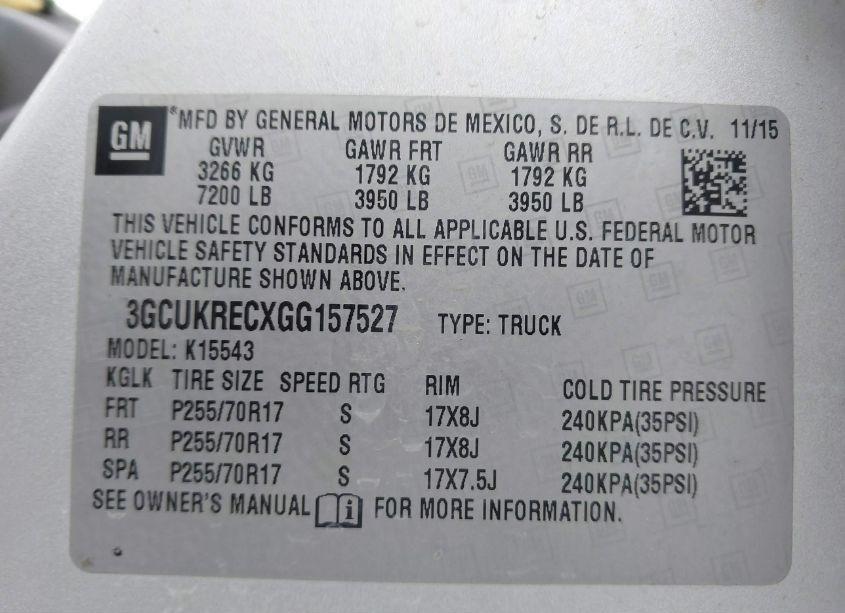 GM *MFD BY GENERAL MOTORS DE MEXICO, S. DE R.L. DE C.V. 11/15
GVWR GAWR FRT GAWR RR
3266 KG 1792 KG 1792 KG
7200 LB 3950 LB 3950 LB
THIS VEHICLE CONFORMS TO ALL APPLICABLE U.S. FEDERAL MOTOR
VEHICLE SAFETY STANDARDS IN EFFECT ON THE DATE OF
MANUFACTURE SHOWN ABOVE.
3GCUKRECXGG157527 TYPE: TRUCK
MODEL: K15543
KGLK TIRE SIZE SPEED RTG RIM COLD TIRE PRESSURE
FRT P255/70R17 S 17X8J 240KPA(35PSI)
RR P255/70R17 S 17X8J 240KPA(35PSI)
SPA P255/70R17 S 17X7.5J 240KPA(35PSI)
SEE OWNER'S MANUAL i FOR MORE INFORMATION.